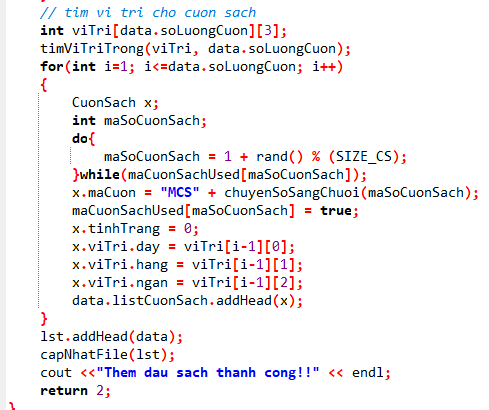 // tim vi tri cho cuon sach
int viTri[data.soLuongCuon][3];
timViTriTrong(viTri, data.soLuongCuon);
for(int i=1; i<=data.soLuongCuon; i++)
{
CuonSach x;
int maSoCuonSach;
do{
maSoCuonSach = 1 + rand() % (SIZE_CS);
}while(maCuonSachUsed[maSoCuonSach]);
x.maCuon = "MCS" + chuyenSoSangChuoi(maSoCuonSach);
maCuonSachUsed[maSoCuonSach] = true;
x.tinhTrang = 0;
x.viTri.day = viTri[i-1][0];
x.viTri.hang = viTri[i-1][1];
x.viTri.ngan = viTri[i-1][2];
data.listCuonSach.addHead(x);
}
lst.addHead(data);
capNhatFile(lst);
cout <<"Them dau sach thanh cong!!" << endl;
return 2;
}